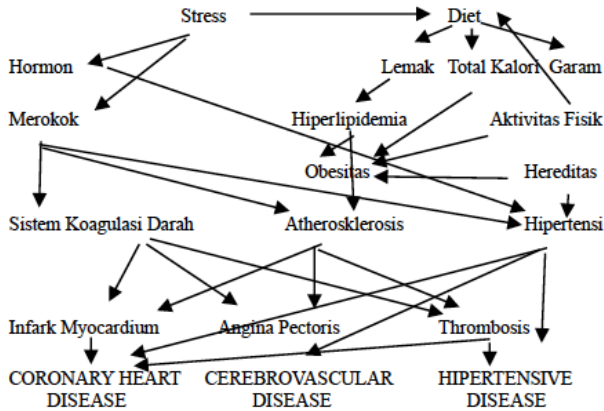 Stress Diet
Hormon Lemak Total Kalori Garam
Merokok Hiperlipidemia Aktivitas Fisik
Obesitas Hereditas
Sistem Koagulasi Darah Atherosklerosis Hipertensi
Infark Myocardium Angina Pectoris Thrombosis
CORONARY HEART CEREBROVASCULAR HIPERTENSIVE
DISEASE DISEASE DISEASE